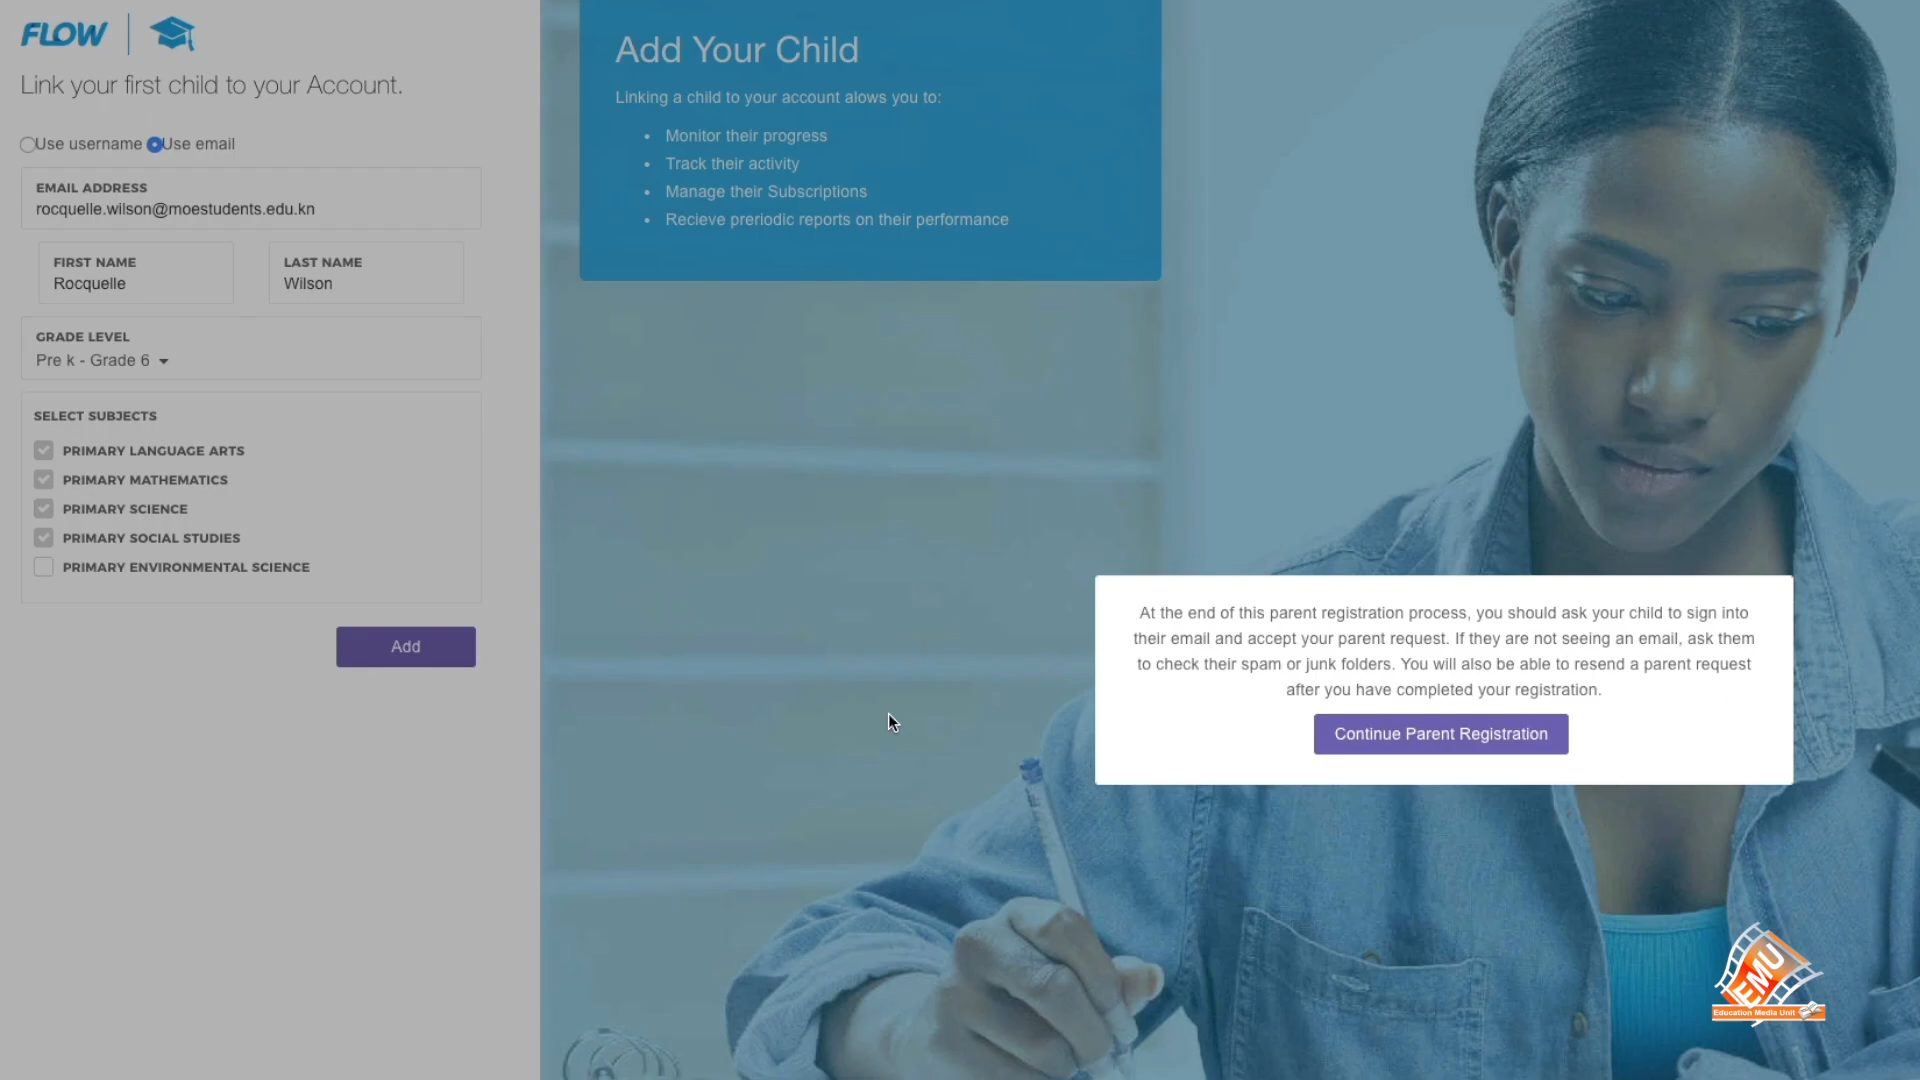 FLOW
Link your first child to your Account.
Use username Use email
EMAIL ADDRESS
rocquelle.wilson@moestudents.edu.kn
FIRST NAME
Rocquelle
LAST NAME
Wilson
GRADE LEVEL
Pre k - Grade 6
SELECT SUBJECTS
PRIMARY LANGUAGE ARTS
PRIMARY MATHEMATICS
PRIMARY SCIENCE
PRIMARY SOCIAL STUDIES
PRIMARY ENVIRONMENTAL SCIENCE
Add
Add Your Child
Linking a child to your account alows you to:
• Monitor their progress
• Track their activity
• Manage their Subscriptions
• Recieve preriodic reports on their performance
At the end of this parent registration process, you should ask your child to sign into
their email and accept your parent request. If they are not seeing an email, ask them
to check their spam or junk folders. You will also be able to resend a parent request
after you have completed your registration.
Continue Parent Registration
EMU
Education Media Unit